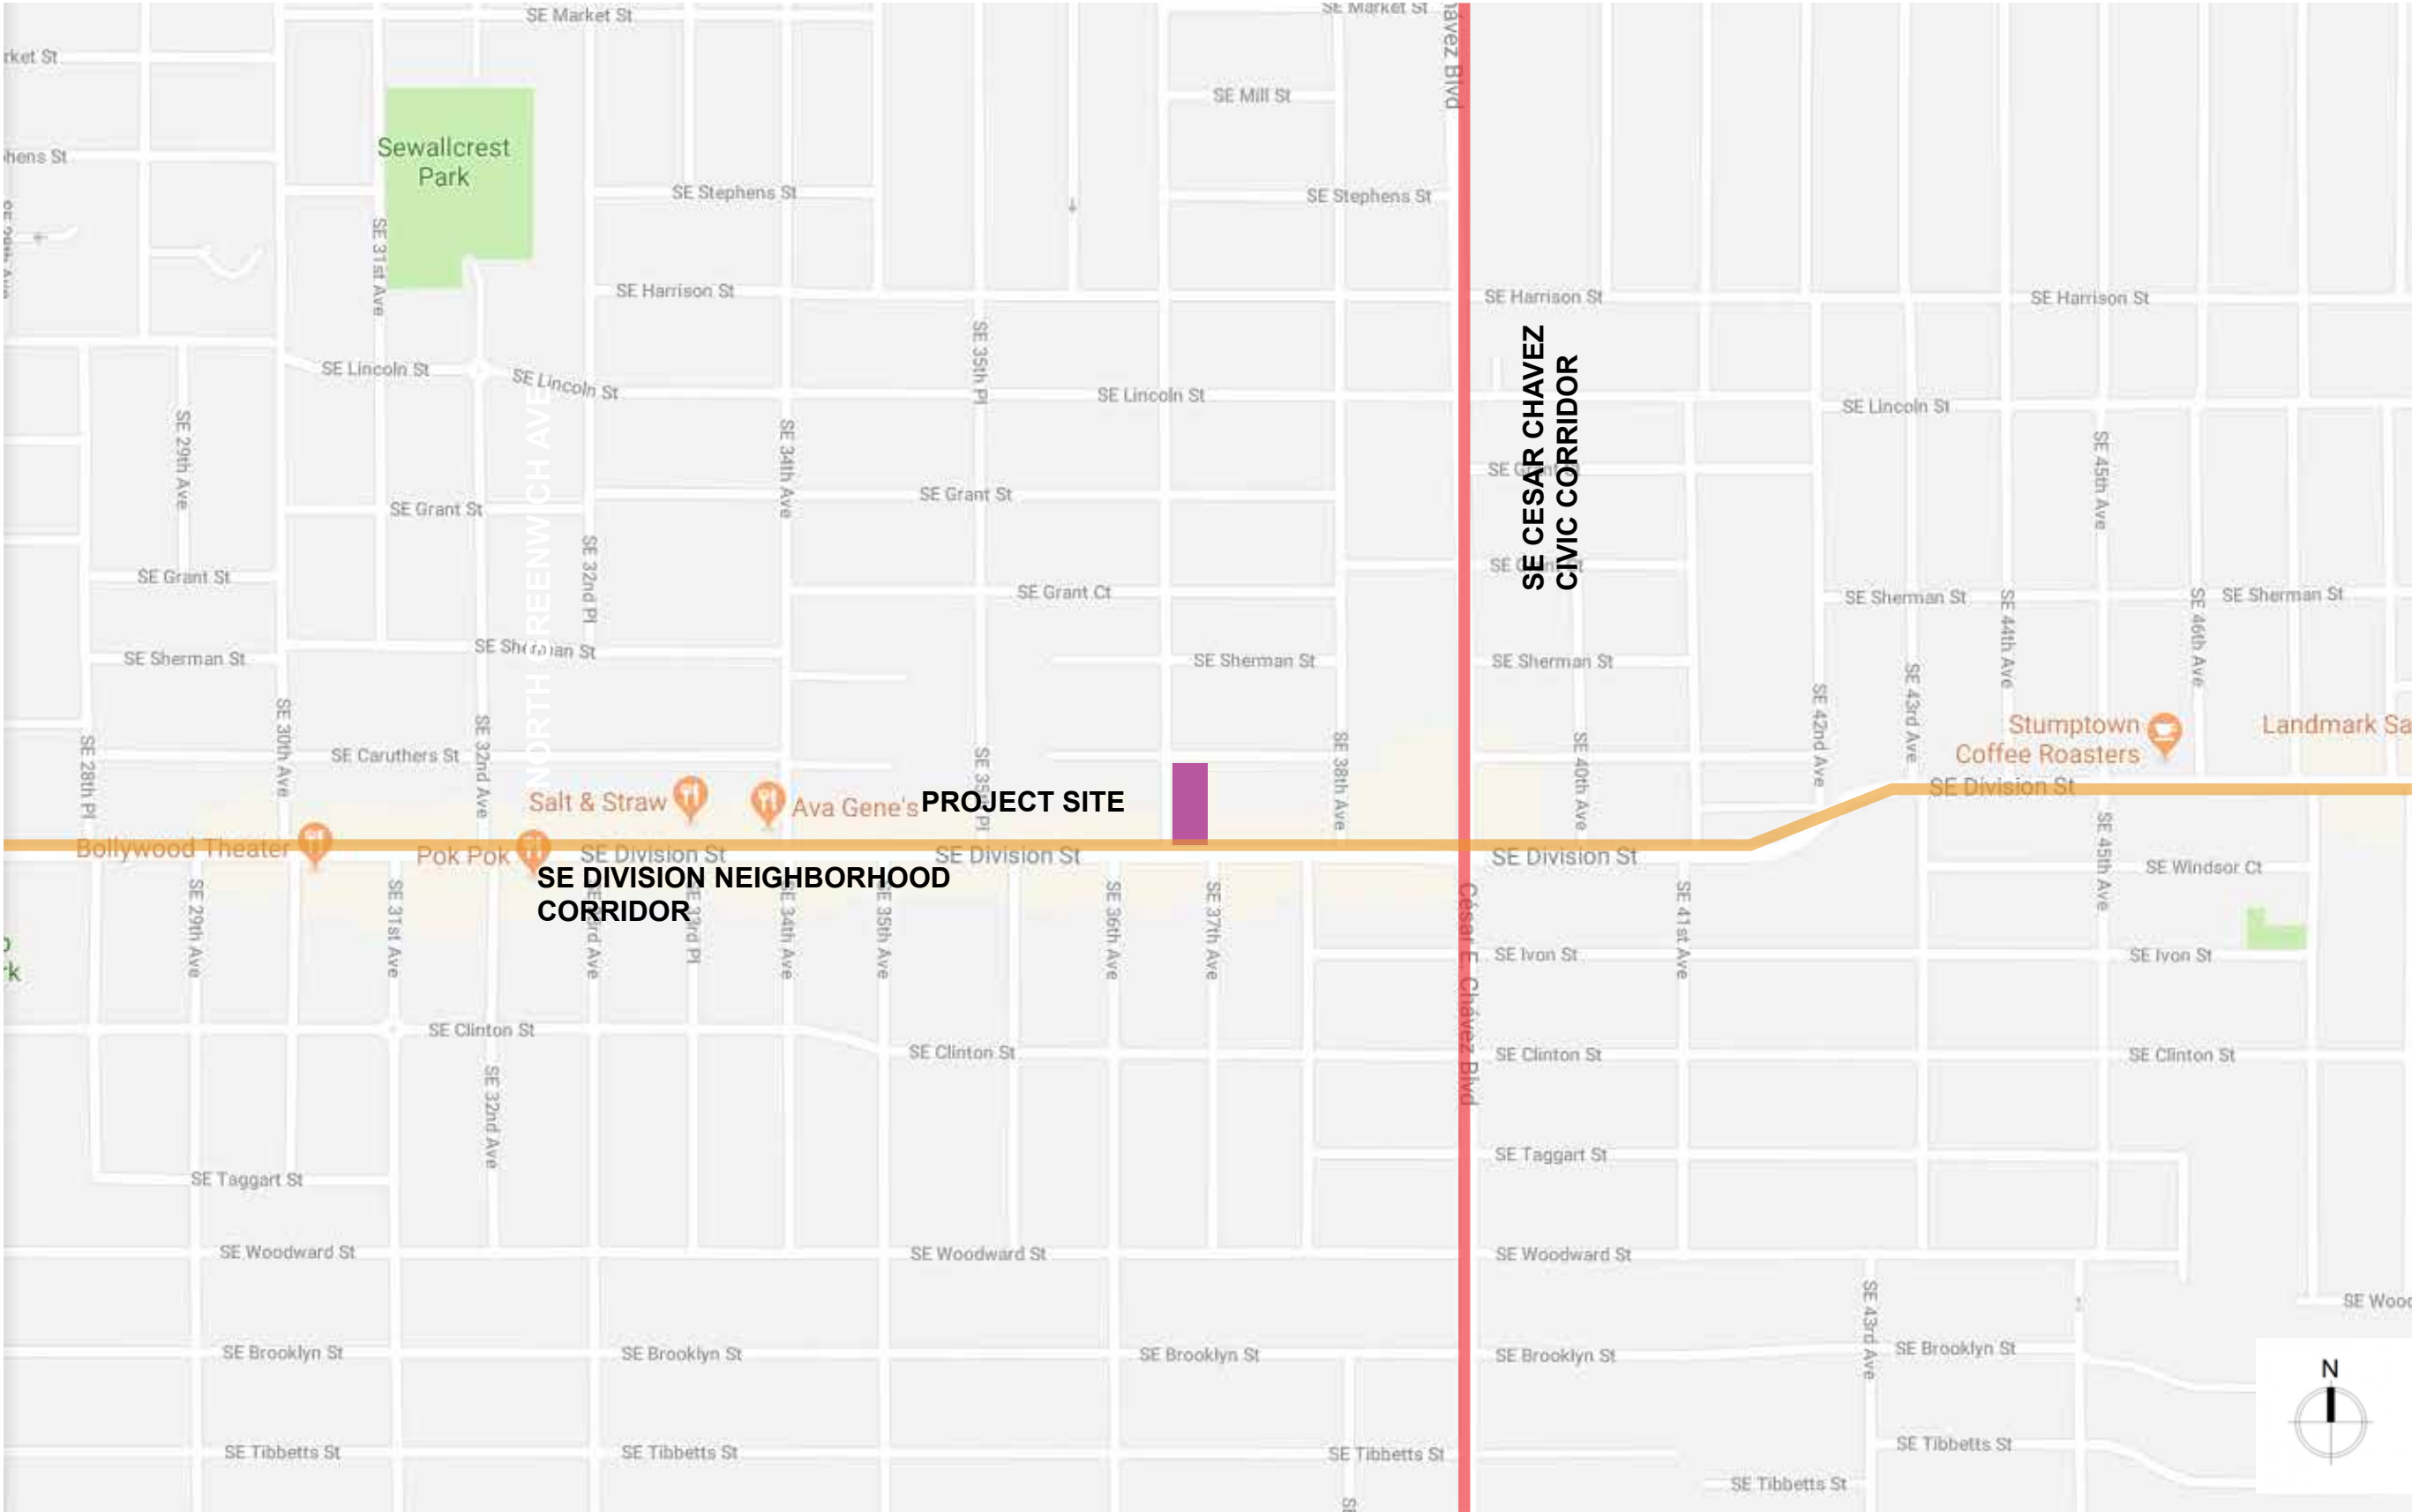 SE Market St
SE Market St
ávez Blvd
rket St
SE Mill St
Sewallcrest
Park
hens St
SE Stephens St
SE Stephens St
SE 31st Ave
SE Harrison St
SE Harrison St
SE Harrison St
SE 35th Pl
SE CESAR CHAVEZ
CIVIC CORRIDOR
SE Lincoln St
SE Lincoln St
SE Lincoln St
SE Lincoln St
SE 29th Ave
NORTH GREENWICH AVE
SE 34th Ave
SE 45th Ave
SE Grant St
SE Grant St
SE 32nd Pl
SE Grant St
SE Grant Ct
SE Sherman St
SE Sherman St
SE 44th Ave
SE 46th Ave
SE Sherman St
SE Sherman St
SE Sherman St
SE Sherman St
SE 30th Ave
SE 32nd Ave
SE 28th Pl
SE Caruthers St
SE 35th Pl
SE 38th Ave
SE 40th Ave
SE 42nd Ave
SE 43rd Ave
Stumptown
Coffee Roasters
Landmark Sa
SE Division St
Salt & Straw
Ava Gene's
PROJECT SITE
Bollywood Theater
Pok Pok
SE Division St
SE Division St
SE Division St
SE DIVISION NEIGHBORHOOD
CORRIDOR
SE 45th Ave
SE Windsor Ct
SE 29th Ave
SE 31st Ave
SE 33rd Ave
SE 33rd Pl
SE 34th Ave
SE 35th Ave
SE 36th Ave
SE 37th Ave
César E. Chávez Blvd
SE 41st Ave
rk
SE Ivon St
SE Ivon St
SE Clinton St
SE Clinton St
SE Clinton St
SE Clinton St
SE 32nd Ave
SE Taggart St
SE Taggart St
SE Woodward St
SE Woodward St
SE Woodward St
SE 43rd Ave
SE Wood
SE Brooklyn St
SE Brooklyn St
SE Brooklyn St
SE Brooklyn St
SE Brooklyn St
N
SE Tibbetts St
SE Tibbetts St
SE Tibbetts St
SE Tibbetts St
SE Tibbetts St